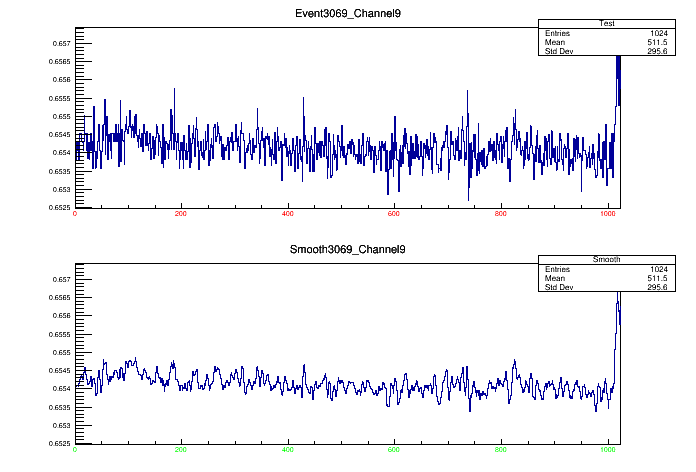 Event3069_Channel9
Test
Entries 1024
Mean 511.5
Std Dev 295.6
0.657
0.6565
0.656
0.6555
0.655
0.6545
0.654
0.6535
0.653
0.6525
0 200 400 600 800 1000
Smooth3069_Channel9
Smooth
Entries 1024
Mean 511.5
Std Dev 295.6
0.657
0.6565
0.656
0.6555
0.655
0.6545
0.654
0.6535
0.653
0.6525
0 200 400 600 800 1000